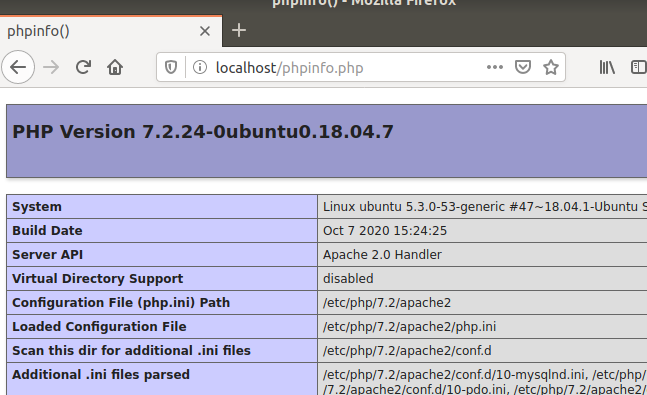 phpinfo() - Mozilla Firefox
phpinfo()
localhost/phpinfo.php
PHP Version 7.2.24-0ubuntu0.18.04.7
System Linux ubuntu 5.3.0-53-generic #47~18.04.1-Ubuntu S
Build Date Oct 7 2020 15:24:25
Server API Apache 2.0 Handler
Virtual Directory Support disabled
Configuration File (php.ini) Path /etc/php/7.2/apache2
Loaded Configuration File /etc/php/7.2/apache2/php.ini
Scan this dir for additional .ini files /etc/php/7.2/apache2/conf.d
Additional .ini files parsed /etc/php/7.2/apache2/conf.d/10-mysqlnd.ini, /etc/php/
/7.2/apache2/conf.d/10-pdo.ini, /etc/php/7.2/apache2/